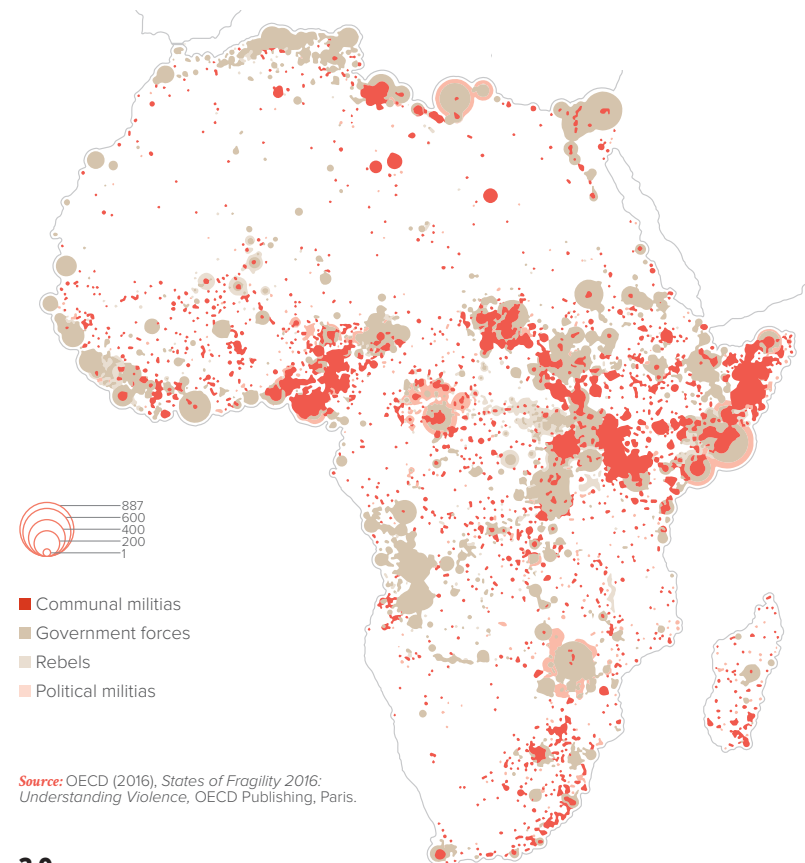 887
600
400
200
1
Communal militias
Government forces
Rebels
Political militias
Source: OECD (2016), States of Fragility 2016:
Understanding Violence, OECD Publishing, Paris.